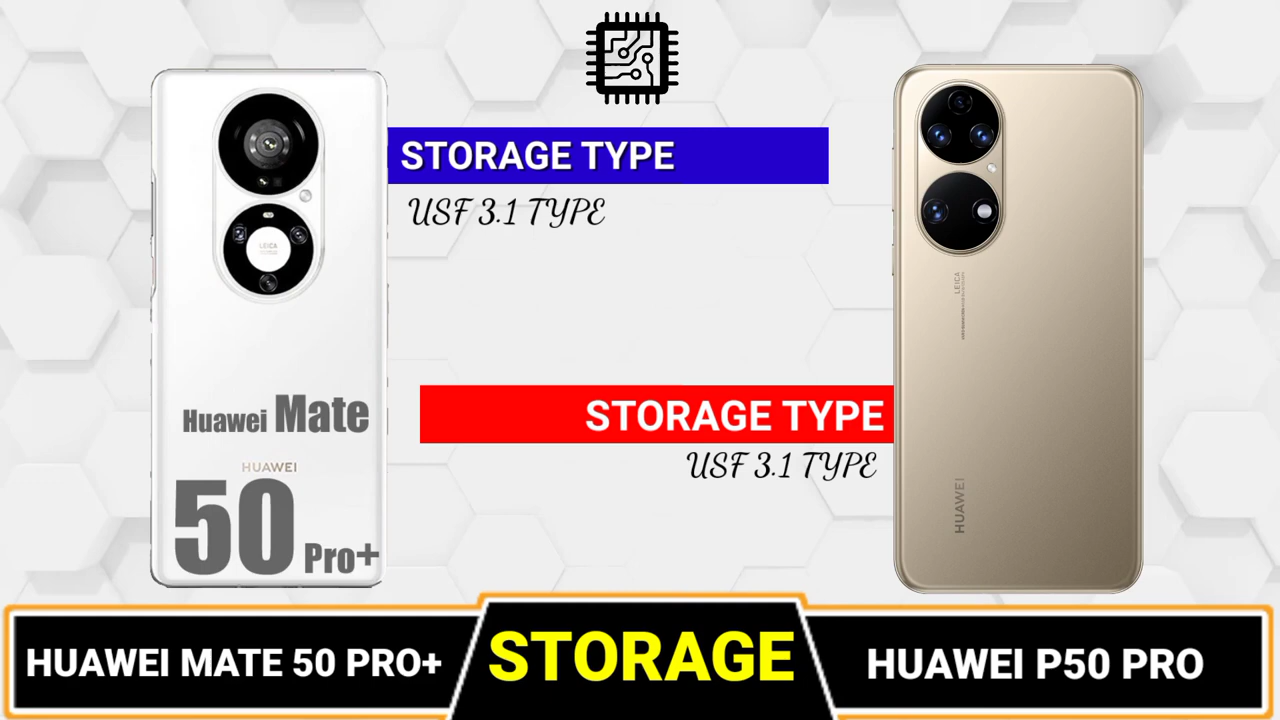 STORAGE TYPE
USF 3.1 TYPE
LEICA
Huawei Mate
HUAWEI
50 Pro+
STORAGE TYPE
USF 3.1 TYPE
LEICA
HUAWEI
HUAWEI MATE 50 PRO+
STORAGE
HUAWEI P50 PRO